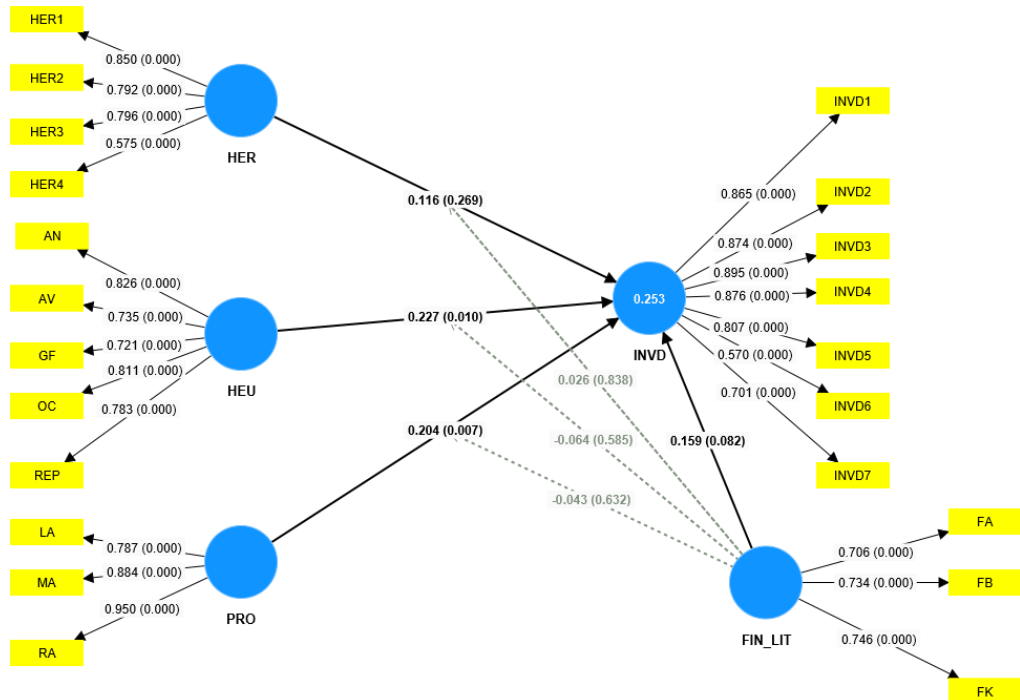 HER1
0.850 (0.000)
HER2
0.792 (0.000)
HER3
0.796 (0.000)
HER4
0.575 (0.000)
HER
AN
0.826 (0.000)
AV
0.735 (0.000)
GF
0.721 (0.000)
OC
0.811 (0.000)
REP
0.783 (0.000)
HEU
LA
0.787 (0.000)
MA
0.884 (0.000)
RA
0.950 (0.000)
PRO
0.116 (0.269)
0.227 (0.010)
0.204 (0.007)
0.026 (0.838)
-0.064 (0.585)
-0.043 (0.632)
0.159 (0.082)
0.253
INVD
0.865 (0.000)
INVD1
0.874 (0.000)
INVD2
0.895 (0.000)
INVD3
0.876 (0.000)
INVD4
0.807 (0.000)
INVD5
0.570 (0.000)
INVD6
0.701 (0.000)
INVD7
FIN_LIT
0.706 (0.000)
FA
0.734 (0.000)
FB
0.746 (0.000)
FK